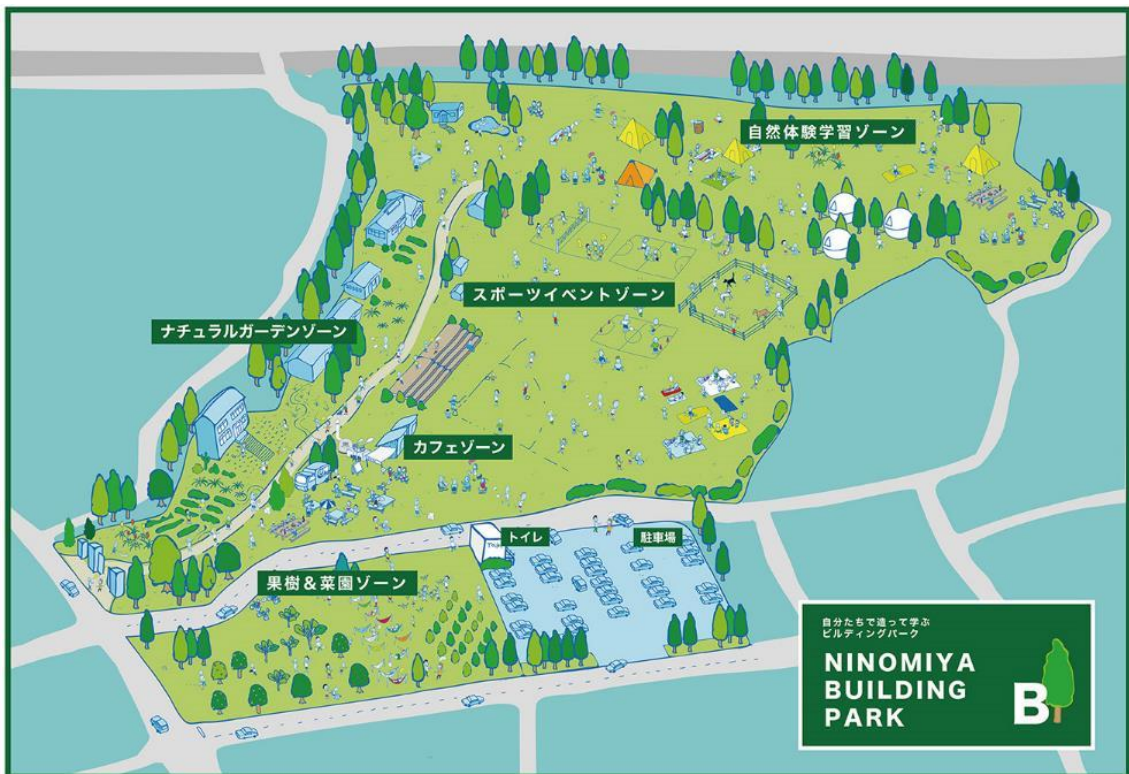 自然体験学習ゾーン
スポーツイベントゾーン
ナチュラルガーデンゾーン
カフェゾーン
トイレ
駐車場
果樹&菜園ゾーン
自分たちで造って学ぶ
ビルディングパーク
NINOMIYA
BUILDING
PARK
B